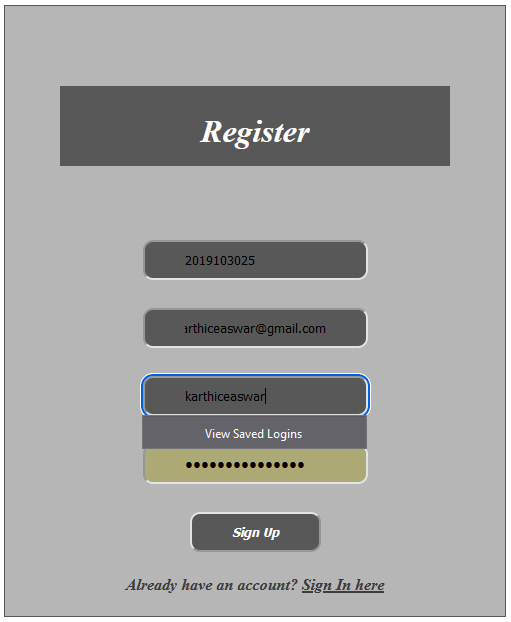 Register
2019103025
arthiceaswar@gmail.com
karthiceaswar
View Saved Logins
•••••••••••••••
Sign Up
Already have an account? Sign In here